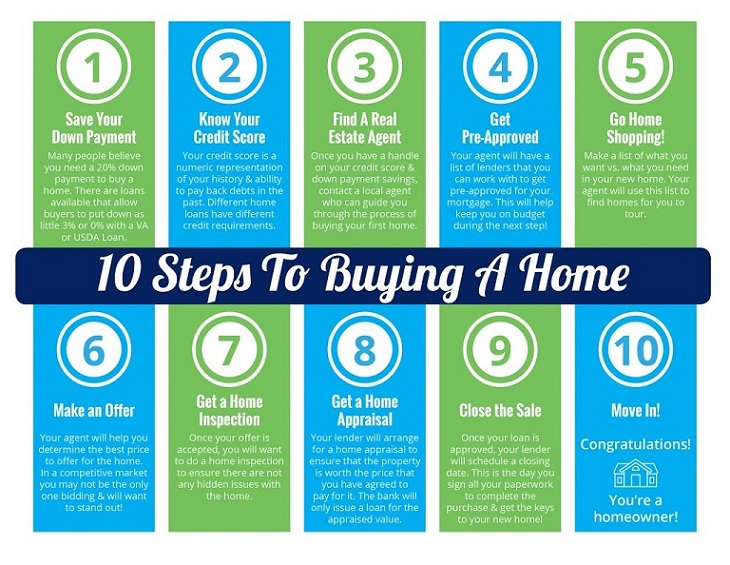 1
Save Your
Down Payment
Many people believe
you need a 20% down
payment to buy a
home. There are loans
available that allow
buyers to put down as
little 3% or 0% with a VA
or USDA Loan.
2
Know Your
Credit Score
Your credit score is a
numeric representation
of your history & ability
to pay back debts in the
past. Different home
loans have different
credit requirements.
3
Find A Real
Estate Agent
Once you have a handle
on your credit score &
down payment savings,
contact a local agent
who can guide you
through the process of
buying your first home.
4
Get
Pre-Approved
Your agent will have a
list of lenders that you
can work with to get
pre-approved for your
mortgage. This will help
keep you on budget
during the next step!
5
Go Home
Shopping!
Make a list of what you
want vs. what you need
in your new home. Your
agent will use this list to
find homes for you to
tour.
10 Steps To Buying A Home
6
Make an Offer
Your agent will help you
determine the best price
to offer for the home.
In a competitive market
you may not be the only
one bidding & will want
to stand out!
7
Get a Home
Inspection
Once your offer is
accepted, you will want
to do a home inspection
to ensure there are not
any hidden issues with
the home.
8
Get a Home
Appraisal
Your lender will arrange
for a home appraisal to
ensure that the property
is worth the price that
you have agreed to
pay for it. The bank will
only issue a loan for the
appraised value.
9
Close the Sale
Once your loan is
approved, your lender
will schedule a closing
date. This is the day you
sign all your paperwork
to complete the
purchase & get the keys
to your new home!
10
Move In!
Congratulations!
You're a
homeowner!